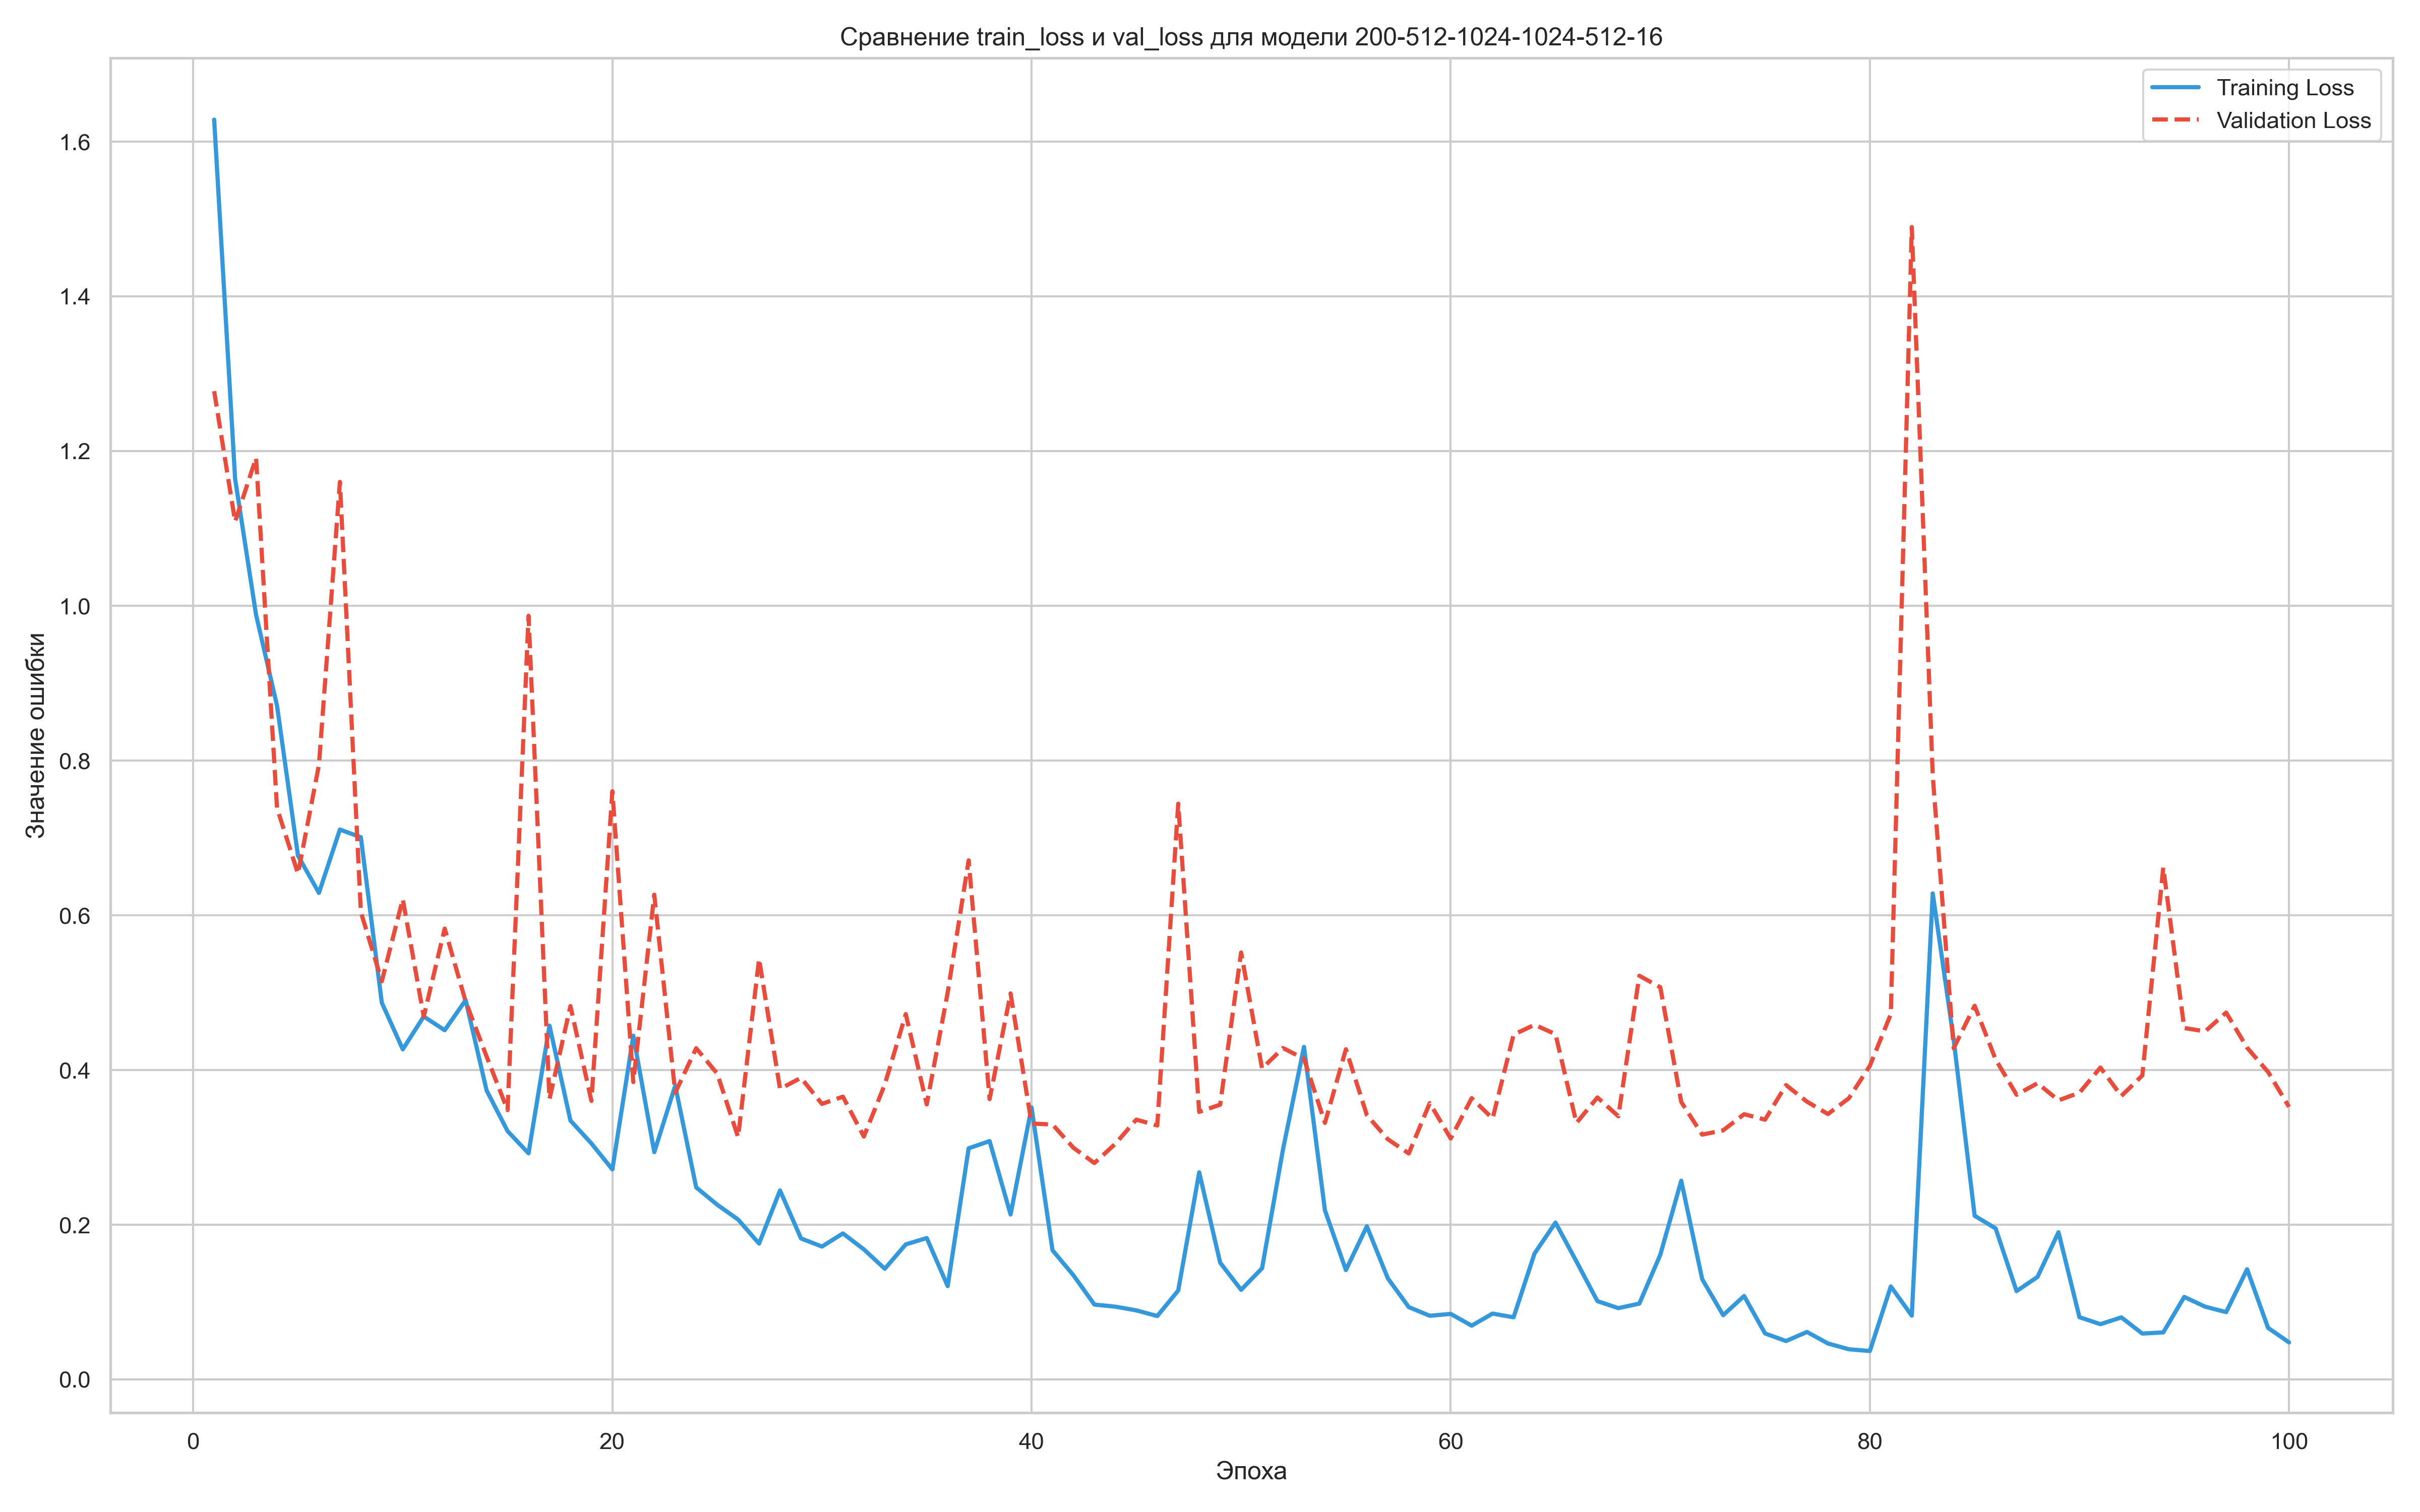 Сравнение train_loss и val_loss для модели 200-512-1024-1024-512-16
Training Loss
Validation Loss
1.6
1.4
1.2
1.0
0.8
0.6
0.4
0.2
0.0
Значение ошибки
0 20 40 60 80 100
Эпоха